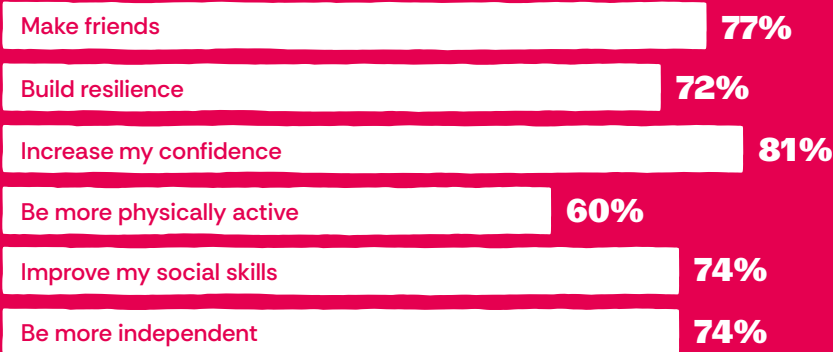 Make friends 77%
Build resilience 72%
Increase my confidence 81%
Be more physically active 60%
Improve my social skills 74%
Be more independent 74%